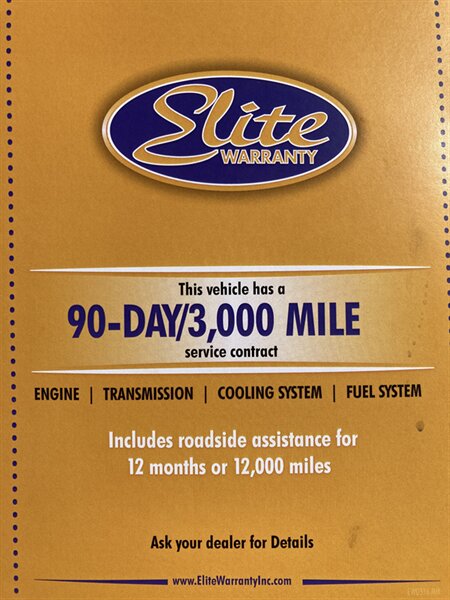 Elite
WARRANTY
This vehicle has a
90-DAY/3,000 MILE
service contract
ENGINE | TRANSMISSION | COOLING SYSTEM | FUEL SYSTEM
Includes roadside assistance for
12 months or 12,000 miles
Ask your dealer for Details
www.EliteWarrantyInc.com